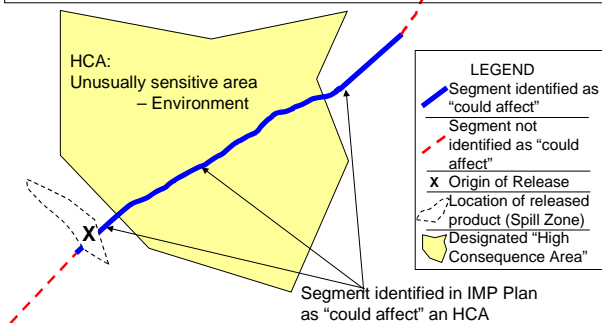 HCA:
Unusually sensitive area
– Environment
LEGEND
Segment identified as
“could affect”
Segment not
identified as “could
affect”
X Origin of Release
Location of released
product (Spill Zone)
Designated “High
Consequence Area”
X
Segment identified in IMP Plan
as “could affect” an HCA